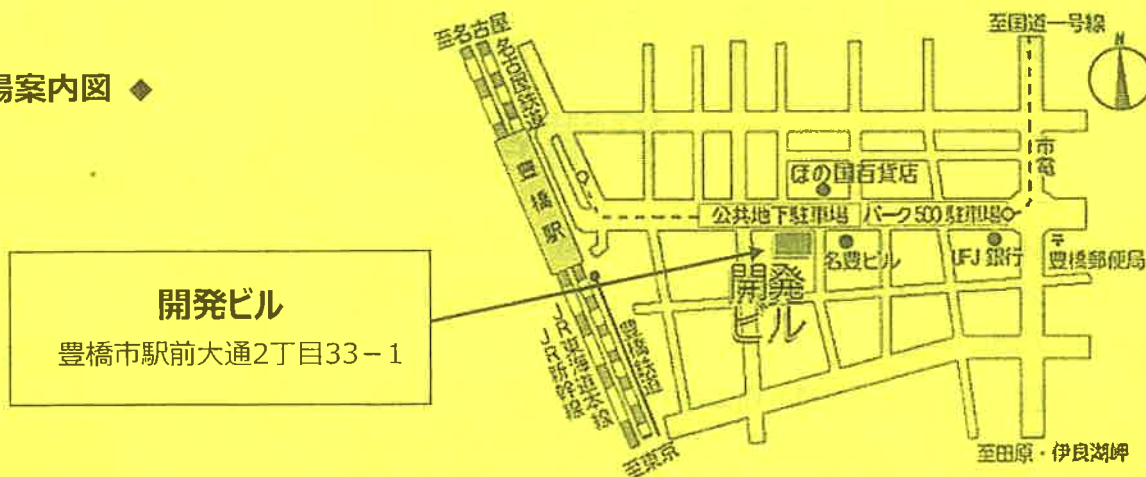 場案内図 ◆
至名古屋
名古屋鉄道
至国道一号線
N
市電
豊橋駅
ほの国百貨店
公共地下駐車場
パーク500 駐車場
開発ビル
名豊ビル
UFJ 銀行
〒
豊橋郵便局
開発ビル
豊橋市駅前大通2丁目33-1
豊橋鉄道
JR東海道本線
JR新幹線
至東京
至田原・伊良湖岬